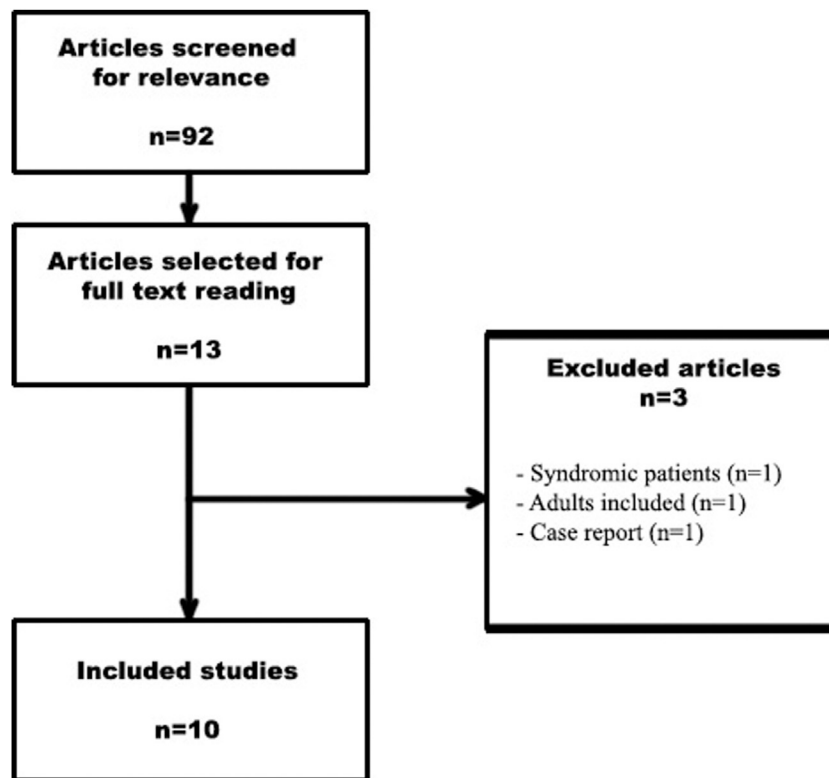 Articles screened
for relevance
n=92
Articles selected for
full text reading
n=13
Excluded articles
n=3
- Syndromic patients (n=1)
- Adults included (n=1)
- Case report (n=1)
Included studies
n=10